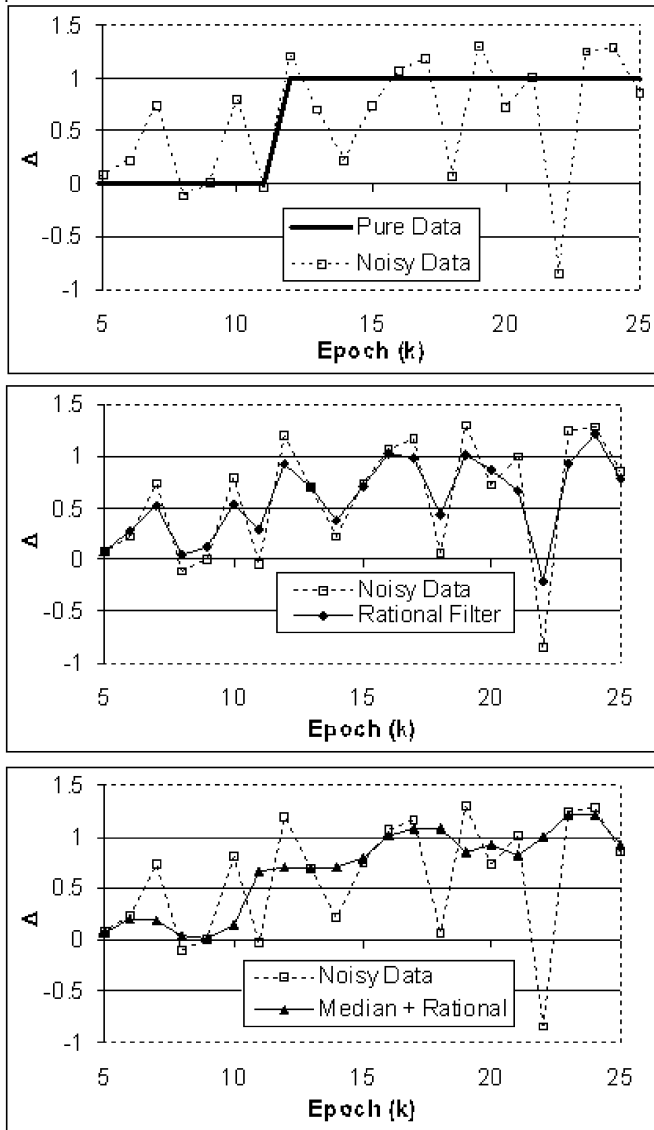 1.5
1
0.5
0
-0.5
-1
Δ
Pure Data
Noisy Data
5 10 15 20 25
Epoch (k)
1.5
1
0.5
0
-0.5
-1
Δ
Noisy Data
Rational Filter
5 10 15 20 25
Epoch (k)
1.5
1
0.5
0
-0.5
-1
Δ
Noisy Data
Median + Rational
5 10 15 20 25
Epoch (k)